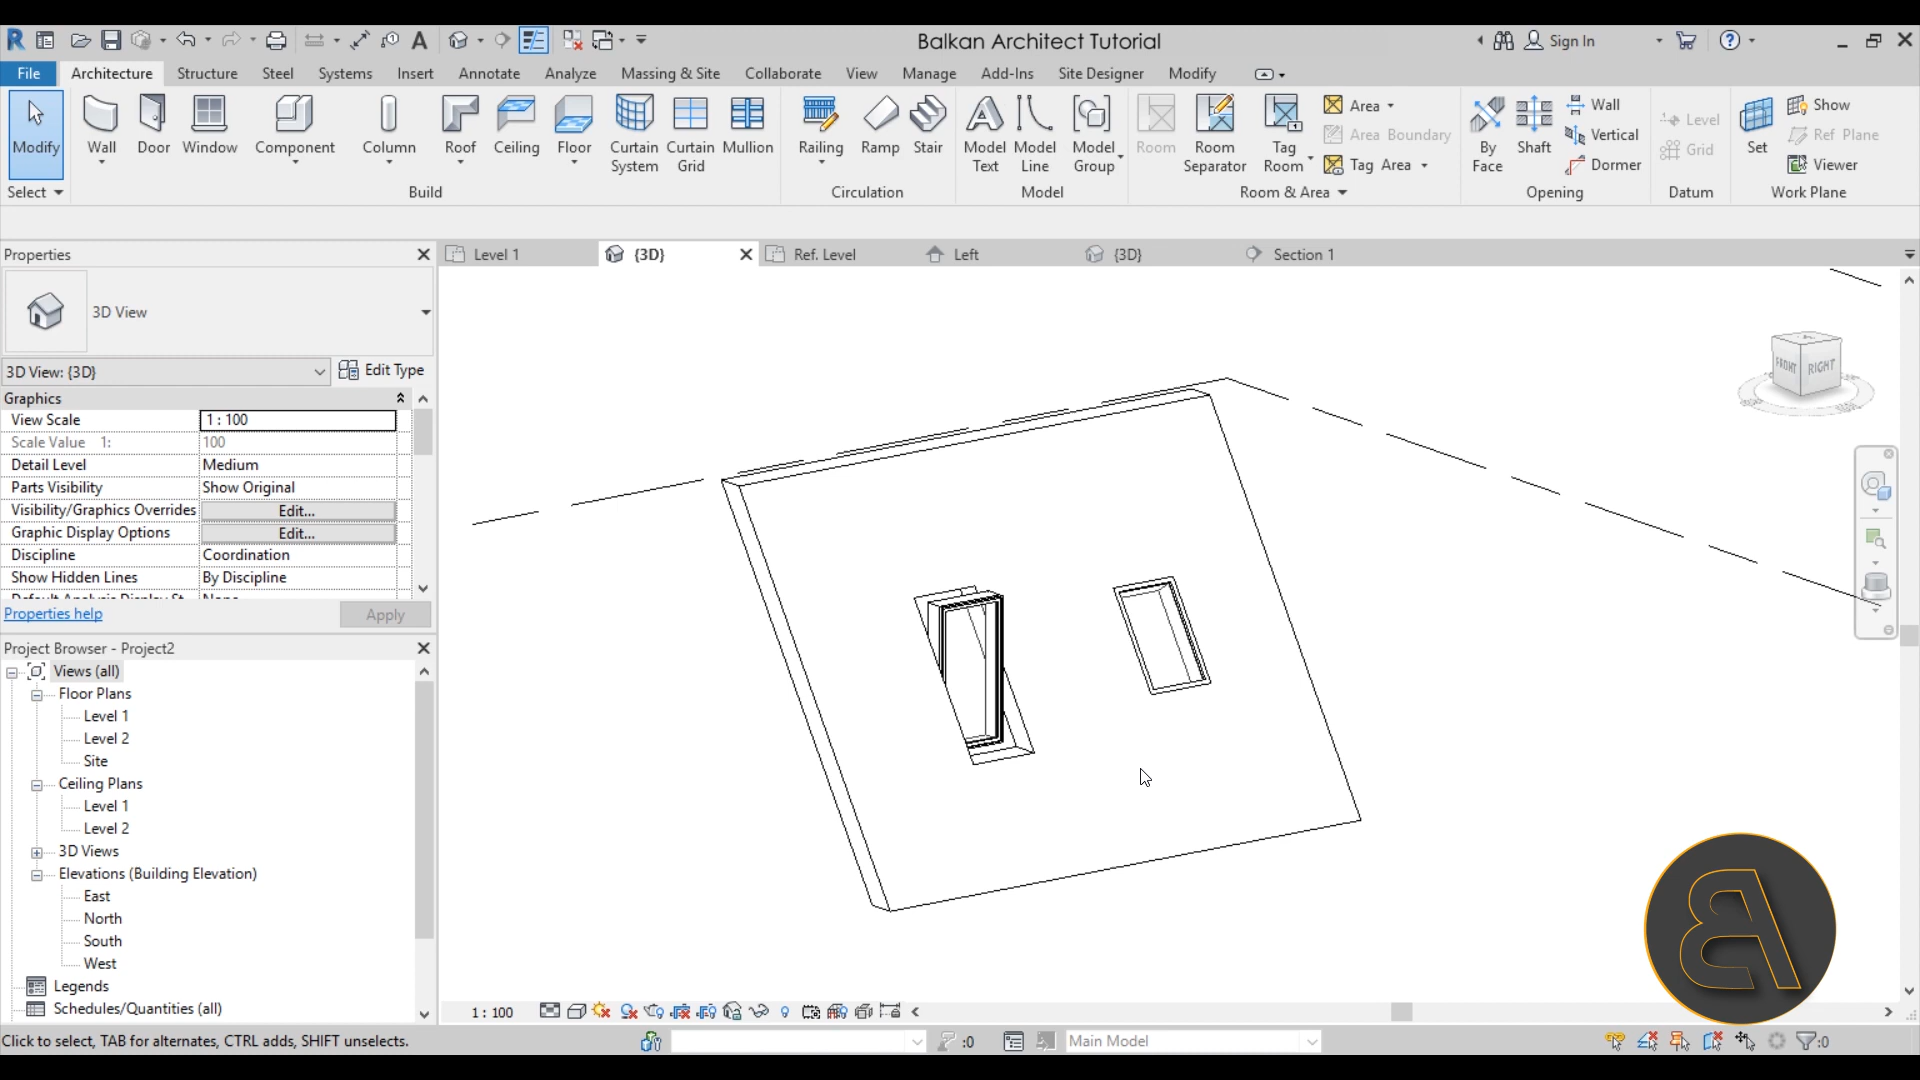 Balkan Architect Tutorial
Sign In
File Architecture Structure Steel Systems Insert Annotate Analyze Massing & Site Collaborate View Manage Add-Ins Site Designer Modify
Modify Wall Door Window Component Column Roof Ceiling Floor Curtain System Curtain Grid Mullion Railing Ramp Stair Model Text Model Line Model Group Room Room Separator Tag Room
Area
Area Boundary
Tag Area
By Face Shaft
Wall
Vertical
Dormer
Level
Grid
Set
Show
Ref Plane
Viewer
Select Build Circulation Model Room & Area Opening Datum Work Plane
Properties
Level 1 {3D} Ref. Level Left {3D} Section 1
3D View
3D View: {3D} Edit Type
Graphics
View Scale 1 : 100
Scale Value 1: 100
Detail Level Medium
Parts Visibility Show Original
Visibility/Graphics Overrides Edit...
Graphic Display Options Edit...
Discipline Coordination
Show Hidden Lines By Discipline
Properties help Apply
FRONT RIGHT
Project Browser - Project2
Views (all)
Floor Plans
Level 1
Level 2
Site
Ceiling Plans
Level 1
Level 2
3D Views
Elevations (Building Elevation)
East
North
South
West
Legends
Schedules/Quantities (all)
1 : 100
Click to select, TAB for alternates, CTRL adds, SHIFT unselects.
:0
Main Model
:0